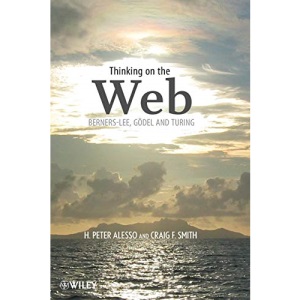 Thinking on the
Web
BERNERS-LEE, GÖDEL AND TURING
H. PETER ALESSO AND CRAIG F. SMITH
WILEY